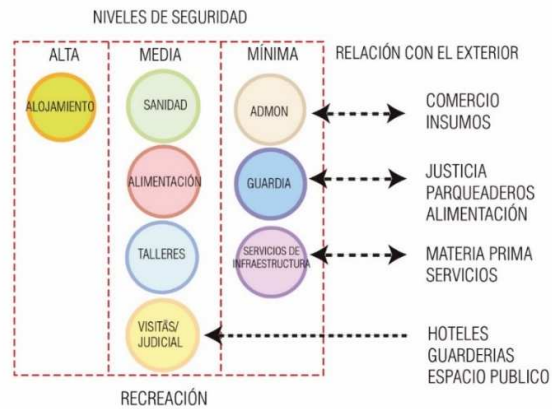 NIVELES DE SEGURIDAD
ALTA
MEDIA
MÍNIMA
RELACIÓN CON EL EXTERIOR
ALOJAMIENTO
SANIDAD
ADMON
COMERCIO
INSUMOS
ALIMENTACIÓN
GUARDIA
JUSTICIA
PARQUEADEROS
ALIMENTACIÓN
TALLERES
SERVICIOS DE
INFRAESTRUCTURA
MATERIA PRIMA
SERVICIOS
VISITAS/
JUDICIAL
HOTELES
GUARDERIAS
ESPACIO PUBLICO
RECREACIÓN